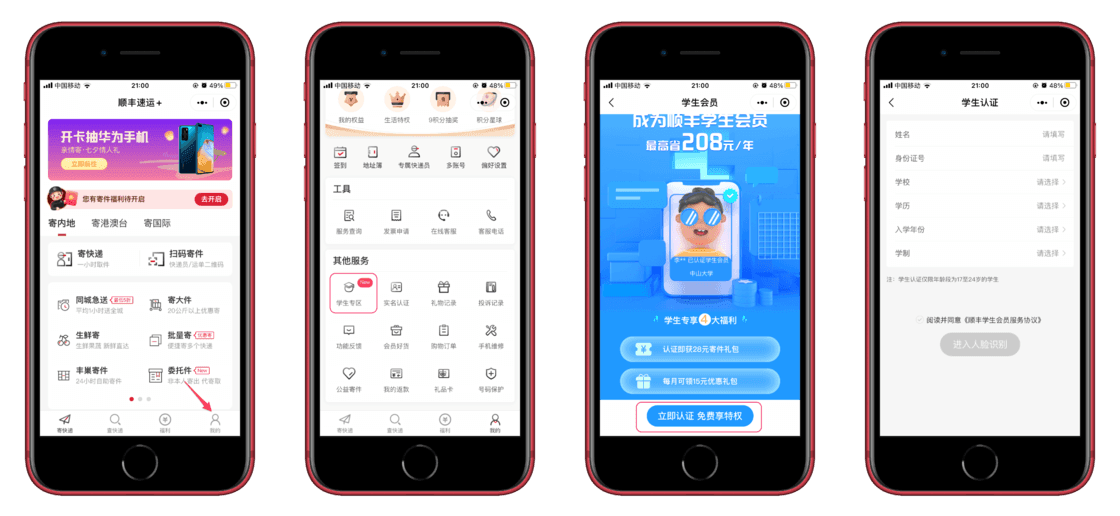 中国移动
21:00
49%
顺丰速运+
开卡抽华为手机
亲情寄·七夕情人礼
立即前往
您有寄件福利待开启
去开启
寄内地
寄港澳台
寄国际
寄快递
一小时取件
扫码寄件
快递员/运单二维码
同城急送
平均1小时送全城
寄大件
20公斤以上优惠寄
生鲜寄
生鲜果蔬 新鲜直达
批量寄
优惠寄
便捷寄多个快递
丰巢寄件
24小时自助寄件
委托件
New
非本人寄出 代寄取
寄快递
查快递
福利
我的
中国移动
21:00
48%
我的权益
生活特权
9积分抽奖
积分星球
签到
地址簿
专属快递员
多账号
偏好设置
工具
服务查询
发票申请
在线客服
客服电话
其他服务
New
学生专区
实名认证
礼物记录
投诉记录
功能反馈
会员好货
购物订单
手机维修
公益寄件
我的退款
礼品卡
号码保护
寄快递
查快递
福利
我的
中国移动
21:00
48%
学生会员
成为顺丰学生会员
最高省208元/年
李** 已认证学生会员
中山大学
学生专享4大福利
认证即获28元寄件礼包
每月可领15元优惠礼包
立即认证 免费享特权
中国移动
21:00
48%
学生认证
姓名
请填写
身份证号
请填写
学校
请选择
学历
请选择
入学年份
请选择
学制
请选择
注：学生认证仅限年龄段为17至24岁的学生
阅读并同意《顺丰学生会员服务协议》
进入人脸识别